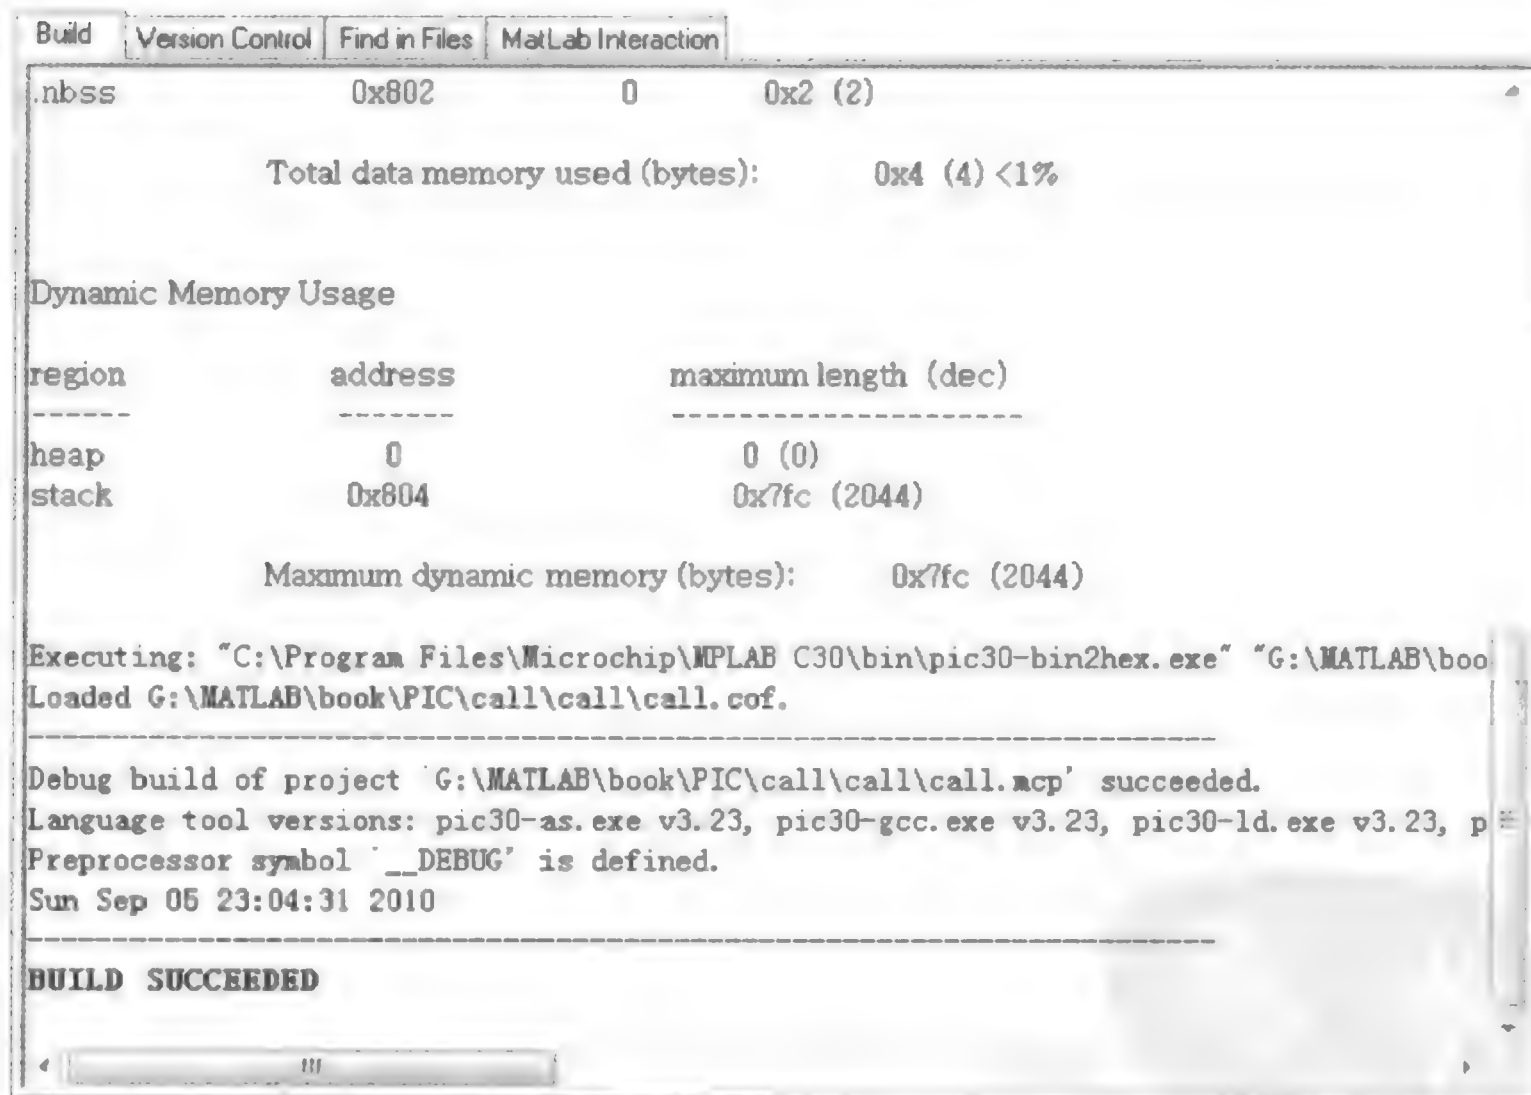 Build Version Control Find in Files MatLab Interaction
.nbss 0x802 0 0x2 (2)
Total data memory used (bytes): 0x4 (4) <1%
Dynamic Memory Usage
region address maximum length (dec)
------ ------- ---------------------
heap 0 0 (0)
stack 0x804 0x7fc (2044)
Maximum dynamic memory (bytes): 0x7fc (2044)
Executing: "C:\Program Files\Microchip\MPLAB C30\bin\pic30-bin2hex.exe" "G:\MATLAB\boo
Loaded G:\MATLAB\book\PIC\call\call\call.cof.
Debug build of project `G:\MATLAB\book\PIC\call\call\call.mcp' succeeded.
Language tool versions: pic30-as.exe v3.23, pic30-gcc.exe v3.23, pic30-ld.exe v3.23, p
Preprocessor symbol `__DEBUG' is defined.
Sun Sep 05 23:04:31 2010
BUILD SUCCEEDED